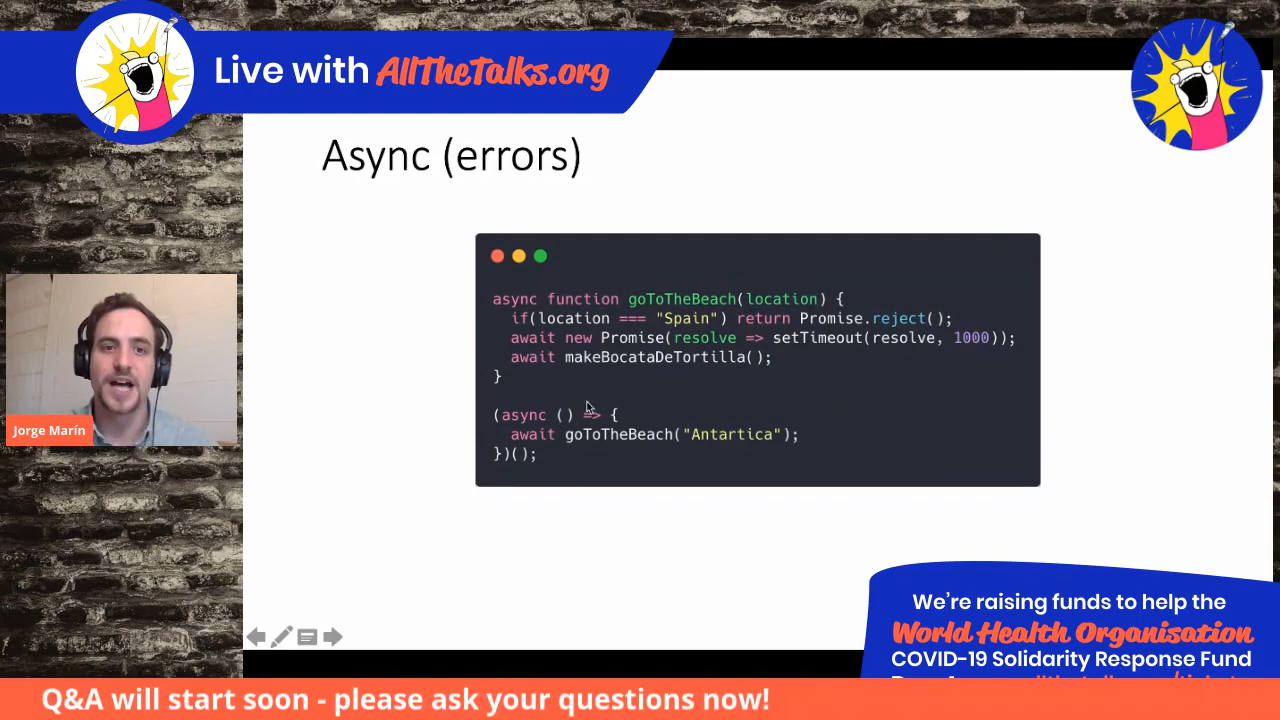 Live with AllTheTalks.org
Async (errors)
async function goToTheBeach(location) {
if(location === "Spain") return Promise.reject();
await new Promise(resolve => setTimeout(resolve, 1000));
await makeBocataDeTortilla();
}
(async () => {
await goToTheBeach("Antartica");
})();
Jorge Marín
We're raising funds to help the
World Health Organisation
COVID-19 Solidarity Response Fund
Q&A will start soon - please ask your questions now!